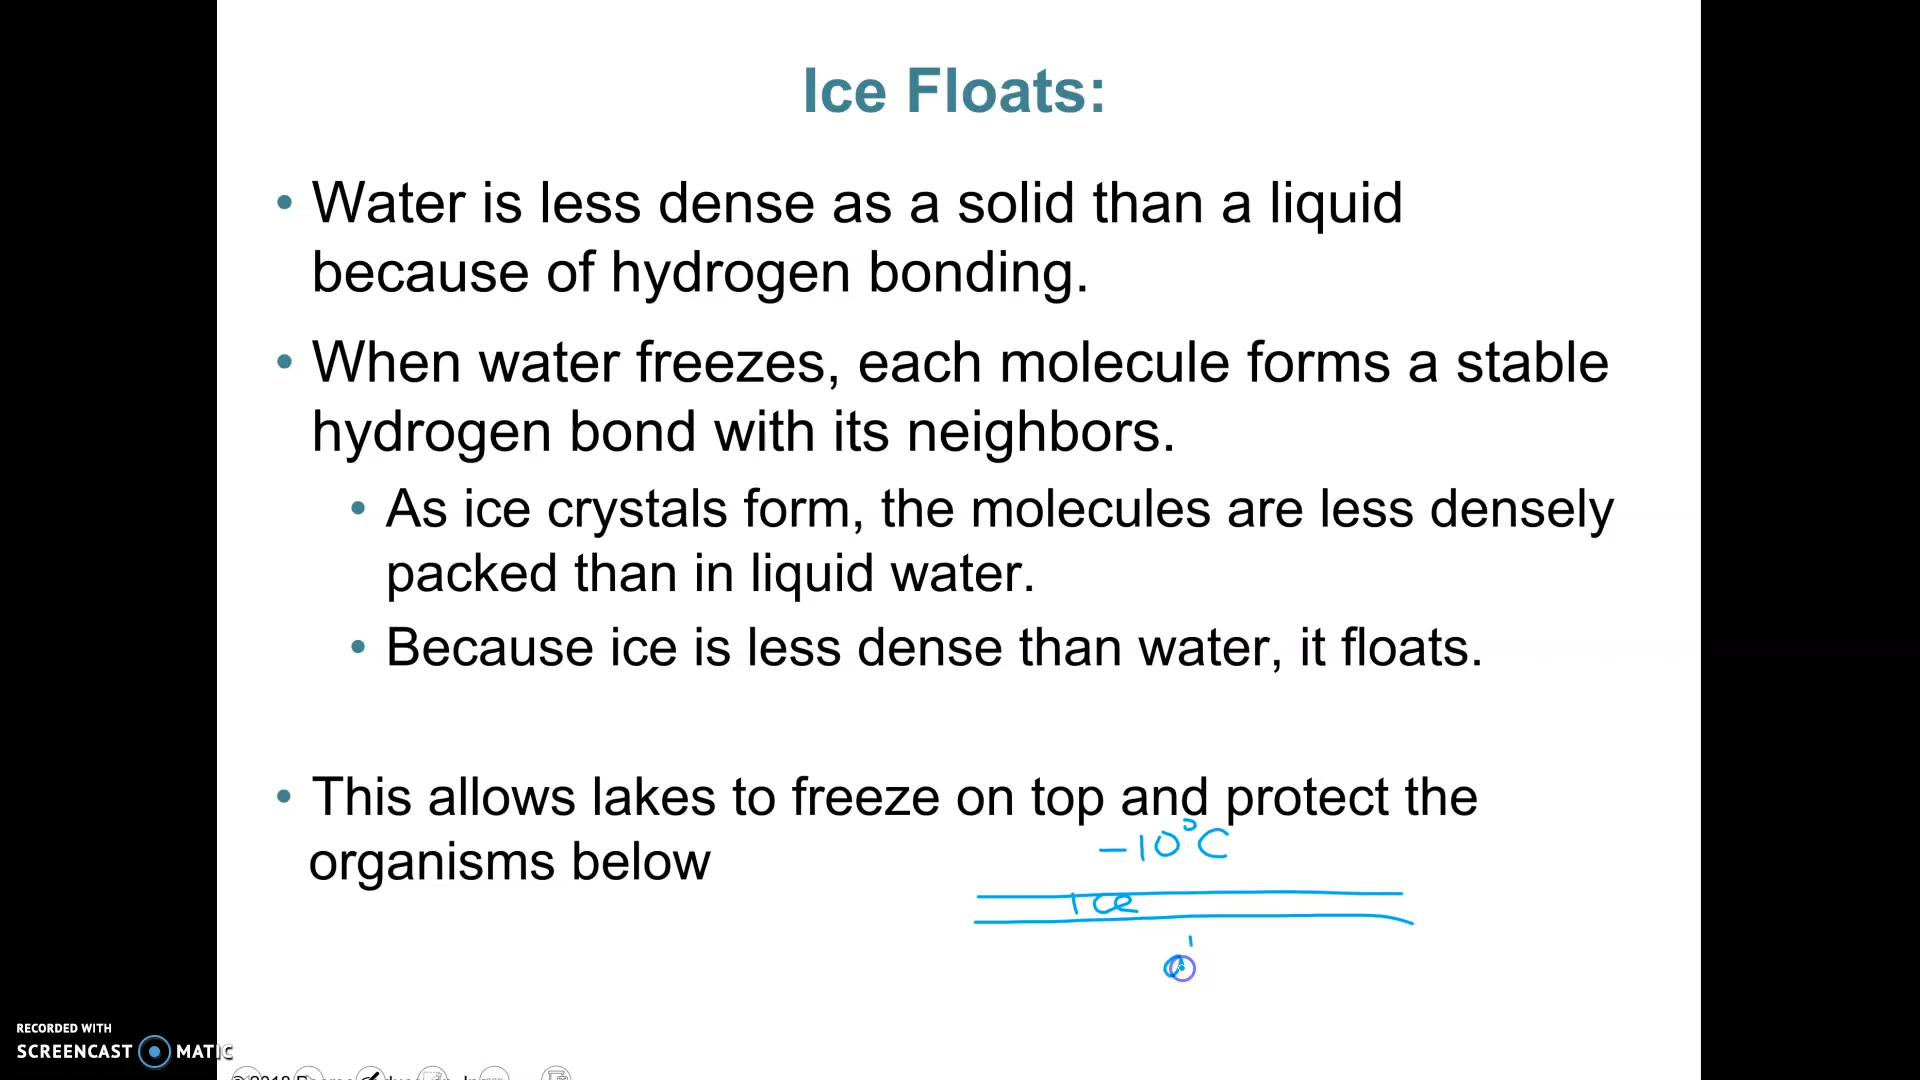 Ice Floats:
• Water is less dense as a solid than a liquid
because of hydrogen bonding.
• When water freezes, each molecule forms a stable
hydrogen bond with its neighbors.
• As ice crystals form, the molecules are less densely
packed than in liquid water.
• Because ice is less dense than water, it floats.
• This allows lakes to freeze on top and protect the
organisms below
-10°C
ice
RECORDED WITH
SCREENCAST MATIC